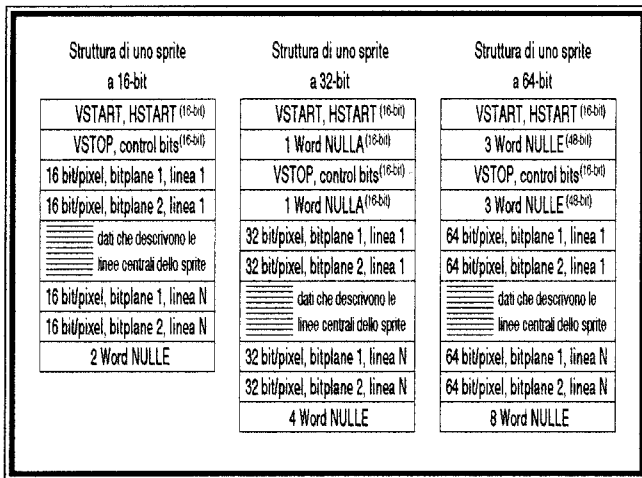 Struttura di uno sprite
a 16-bit
VSTART, HSTART (16-bit)
VSTOP, control bits (16-bit)
16 bit/pixel, bitplane 1, linea 1
16 bit/pixel, bitplane 2, linea 1
dati che descrivono le
linee centrali dello sprite
16 bit/pixel, bitplane 1, linea N
16 bit/pixel, bitplane 2, linea N
2 Word NULLE
Struttura di uno sprite
a 32-bit
VSTART, HSTART (16-bit)
1 Word NULLA (16-bit)
VSTOP, control bits (16-bit)
1 Word NULLA (16-bit)
32 bit/pixel, bitplane 1, linea 1
32 bit/pixel, bitplane 2, linea 1
dati che descrivono le
linee centrali dello sprite
32 bit/pixel, bitplane 1, linea N
32 bit/pixel, bitplane 2, linea N
4 Word NULLE
Struttura di uno sprite
a 64-bit
VSTART, HSTART (16-bit)
3 Word NULLE (48-bit)
VSTOP, control bits (16-bit)
3 Word NULLE (48-bit)
64 bit/pixel, bitplane 1, linea 1
64 bit/pixel, bitplane 2, linea 1
dati che descrivono le
linee centrali dello sprite
64 bit/pixel, bitplane 1, linea N
64 bit/pixel, bitplane 2, linea N
8 Word NULLE